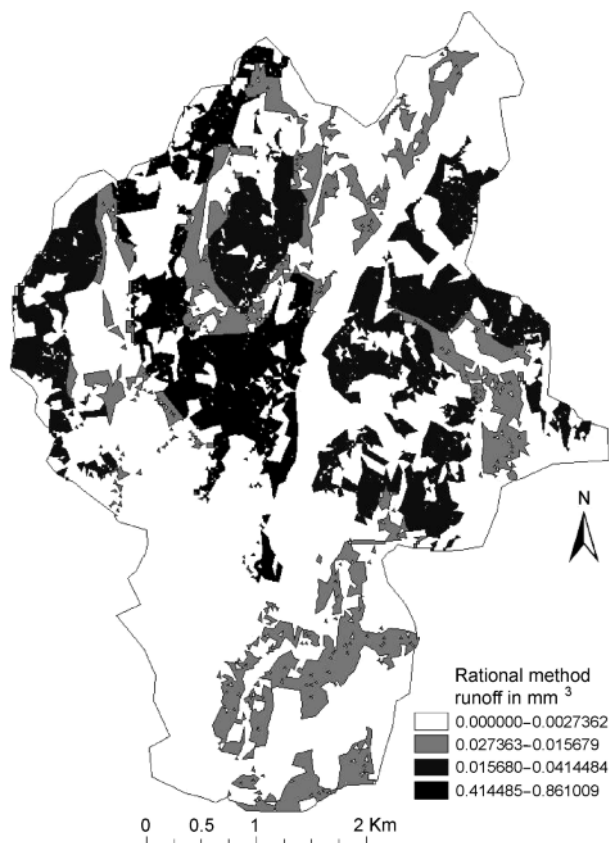 N
Rational method
runoff in mm 3
0.000000–0.0027362
0.027363–0.015679
0.015680–0.0414484
0.414485–0.861009
0 0.5 1 2 Km